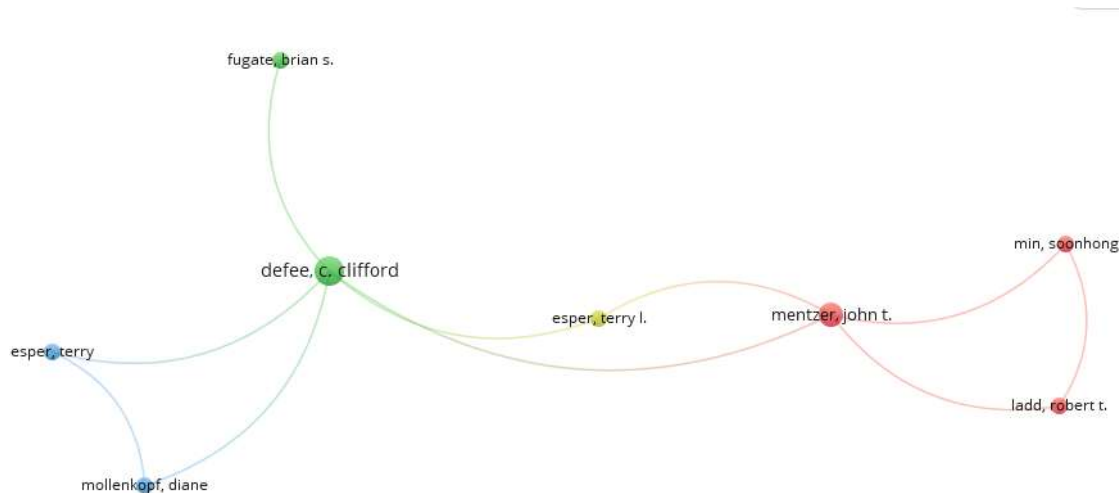 fugate, brian s.
min, soonhong
defee, c. clifford
mentzer, john t.
esper, terry l.
esper, terry
ladd, robert t.
mollenkopf, diane